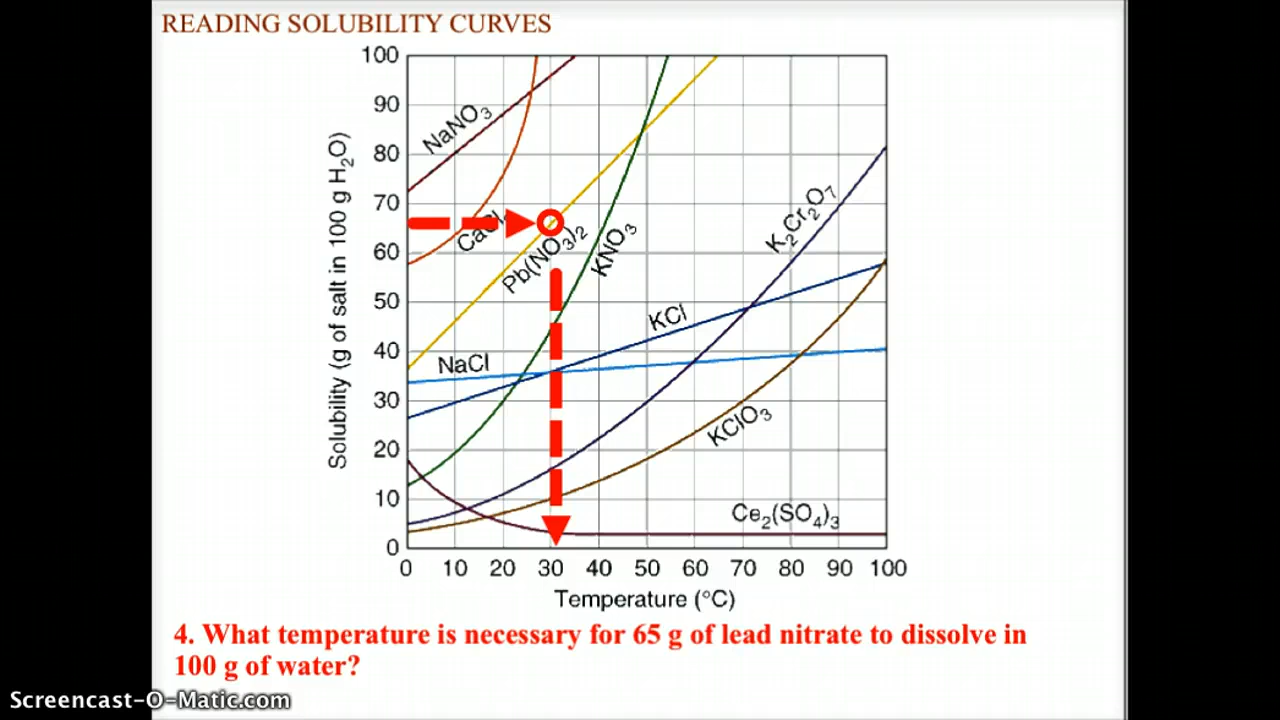 READING SOLUBILITY CURVES
100
90
80
70
60
50
40
30
20
10
0
Solubility (g of salt in 100 g H₂O)
NaNO₃
CaCl₂
Pb(NO₃)₂
KNO₃
K₂Cr₂O₇
KCl
NaCl
KClO₃
Ce₂(SO₄)₃
0 10 20 30 40 50 60 70 80 90 100
Temperature (°C)
4. What temperature is necessary for 65 g of lead nitrate to dissolve in
100 g of water?
Screencast-O-Matic.com